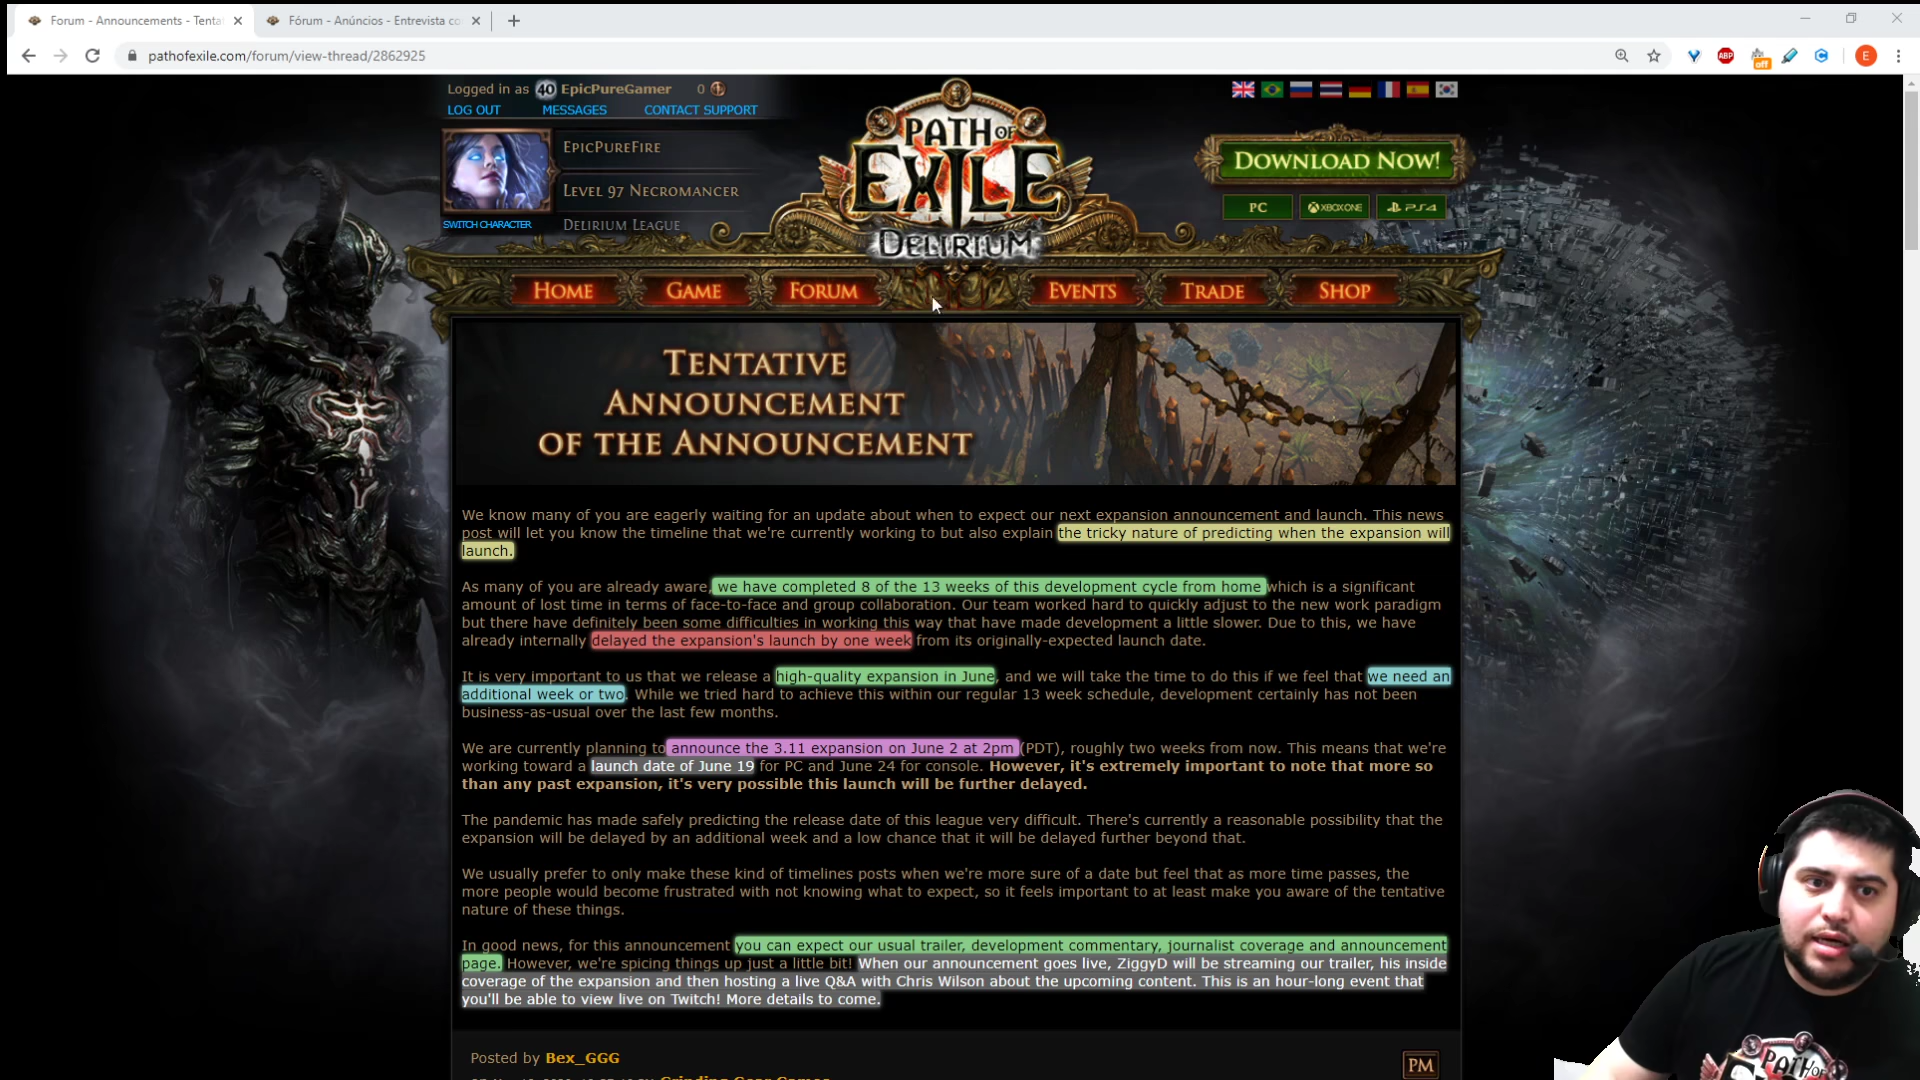 Forum - Announcements - Tenta
Fórum - Anúncios - Entrevista co
pathofexile.com/forum/view-thread/2862925
ABP
off
E
Logged in as 40 EpicPureGamer 0
LOG OUT MESSAGES CONTACT SUPPORT
EpicPureFire
Level 97 Necromancer
SWITCH CHARACTER
Delirium League
PATH OF
EXILE
DELIRIUM
Download Now!
PC XBOX ONE PS4
Home Game Forum Events Trade Shop
Tentative
Announcement
of the Announcement
We know many of you are eagerly waiting for an update about when to expect our next expansion announcement and launch. This news
post will let you know the timeline that we're currently working to but also explain the tricky nature of predicting when the expansion will
launch.
As many of you are already aware, we have completed 8 of the 13 weeks of this development cycle from home which is a significant
amount of lost time in terms of face-to-face and group collaboration. Our team worked hard to quickly adjust to the new work paradigm
but there have definitely been some difficulties in working this way that have made development a little slower. Due to this, we have
already internally delayed the expansion's launch by one week from its originally-expected launch date.
It is very important to us that we release a high-quality expansion in June, and we will take the time to do this if we feel that we need an
additional week or two. While we tried hard to achieve this within our regular 13 week schedule, development certainly has not been
business-as-usual over the last few months.
We are currently planning to announce the 3.11 expansion on June 2 at 2pm (PDT), roughly two weeks from now. This means that we're
working toward a launch date of June 19 for PC and June 24 for console. However, it's extremely important to note that more so
than any past expansion, it's very possible this launch will be further delayed.
The pandemic has made safely predicting the release date of this league very difficult. There's currently a reasonable possibility that the
expansion will be delayed by an additional week and a low chance that it will be delayed further beyond that.
We usually prefer to only make these kind of timelines posts when we're more sure of a date but feel that as more time passes, the
more people would become frustrated with not knowing what to expect, so it feels important to at least make you aware of the tentative
nature of these things.
In good news, for this announcement you can expect our usual trailer, development commentary, journalist coverage and announcement
page. However, we're spicing things up just a little bit! When our announcement goes live, ZiggyD will be streaming our trailer, his inside
coverage of the expansion and then hosting a live Q&A with Chris Wilson about the upcoming content. This is an hour-long event that
you'll be able to view live on Twitch! More details to come.
Posted by Bex_GGG
PM
Grinding Gear Games
PATH OF